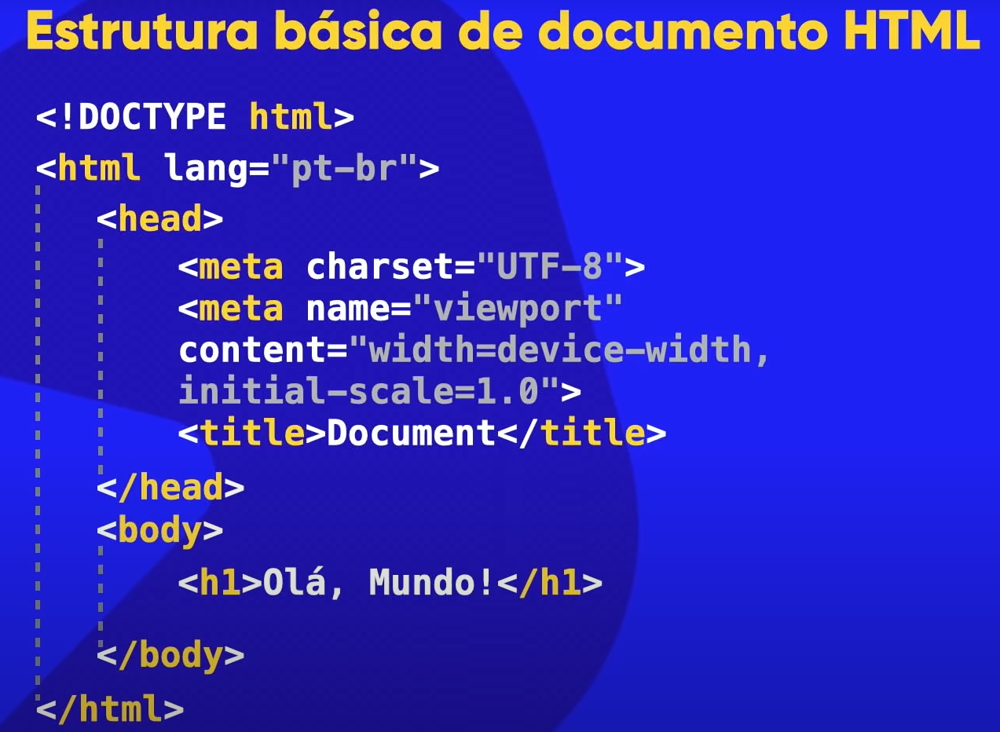 Estrutura básica de documento HTML
<!DOCTYPE html>
<html lang="pt-br">
<head>
<meta charset="UTF-8">
<meta name="viewport"
content="width=device-width,
initial-scale=1.0">
<title>Document</title>
</head>
<body>
<h1>Olá, Mundo!</h1>
</body>
</html>